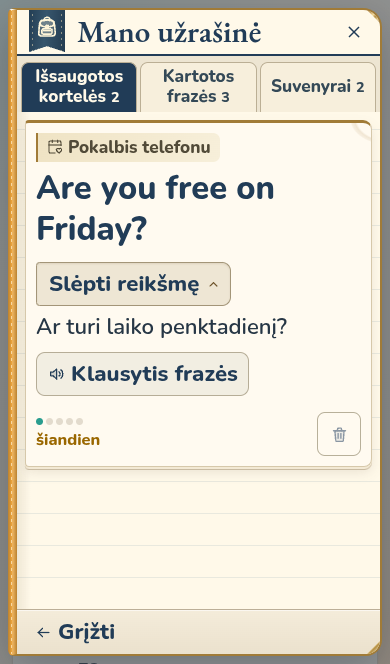 Mano užrašinė
Išsaugotos
kortelės 2
Kartotos
frazės 3
Suvenyrai 2
Pokalbis telefonu
Are you free on
Friday?
Slėpti reikšmę
Ar turi laiko penktadienį?
Klausytis frazės
šiandien
Grįžti